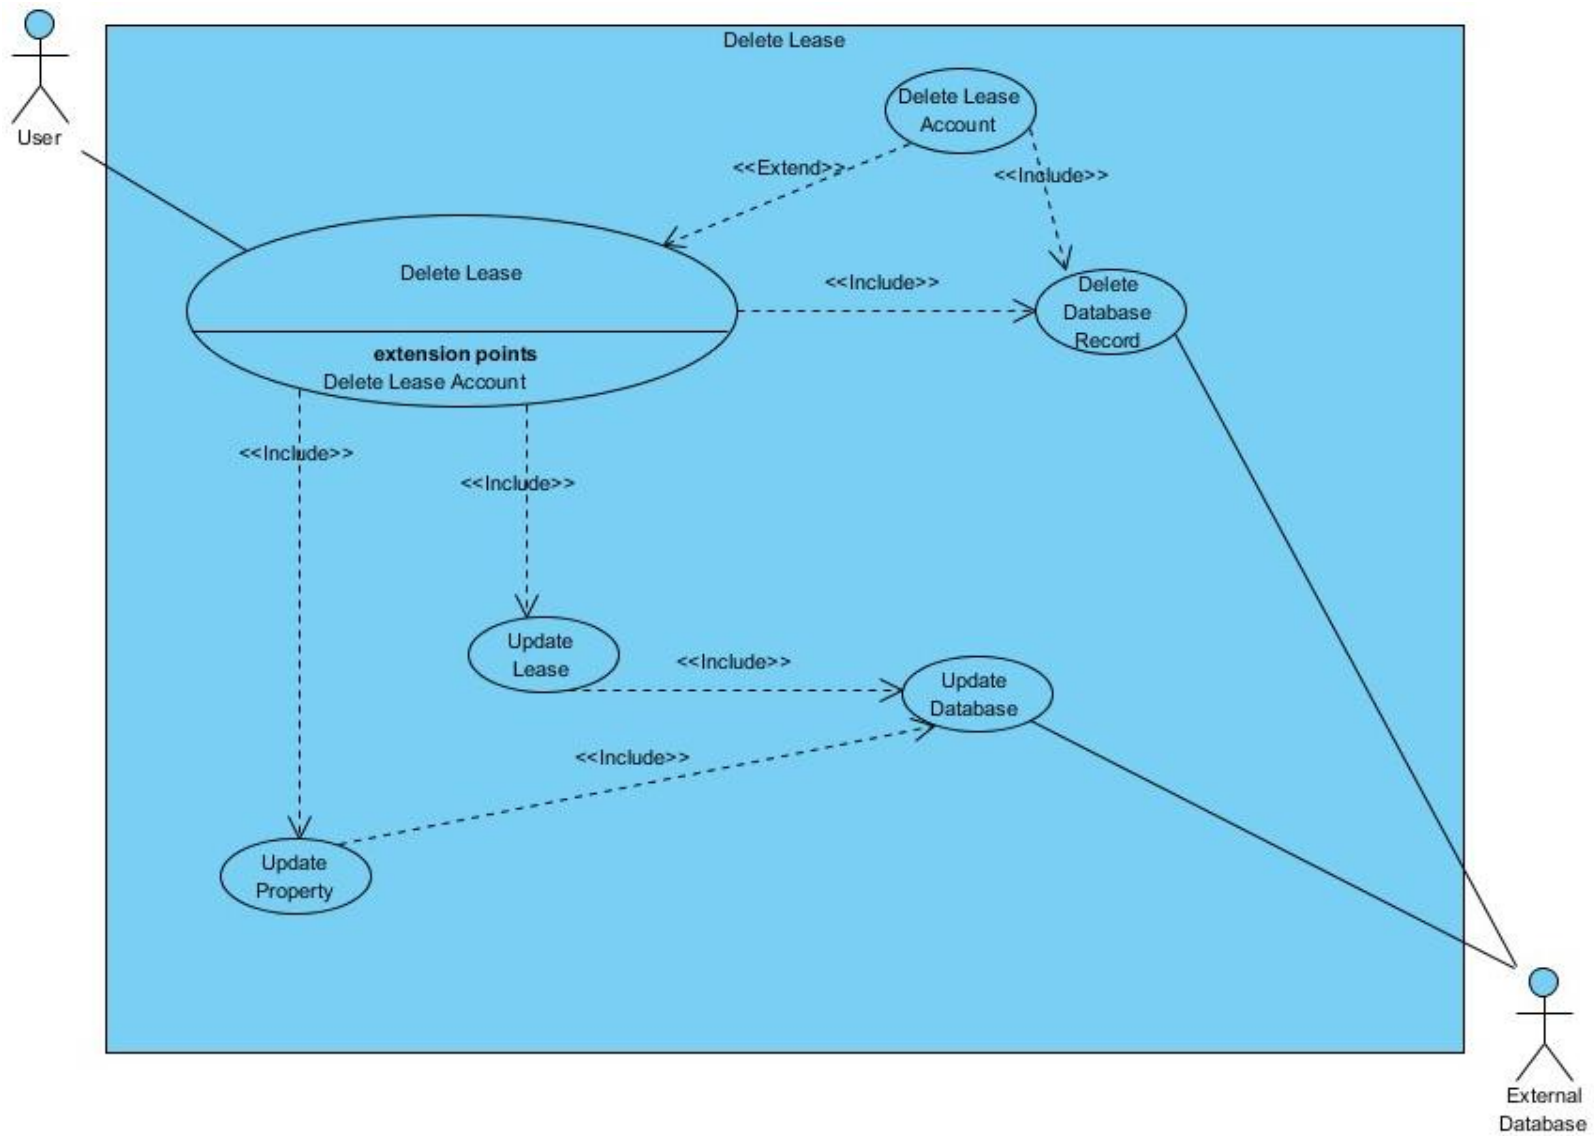 Delete Lease
Delete Lease
Account
User
<<Extend>>
<<Include>>
Delete Lease
<<Include>>
Delete
Database
Record
extension points
Delete Lease Account
<<Include>>
<<Include>>
Update
Lease
<<Include>>
Update
Database
<<Include>>
Update
Property
External
Database